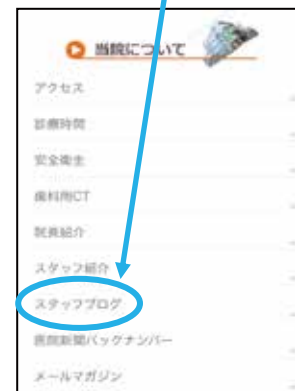 当院について
アクセス
診療時間
安全衛生
歯科用CT
院長紹介
スタッフ紹介
スタッフブログ
医院新聞バックナンバー
メールマガジン